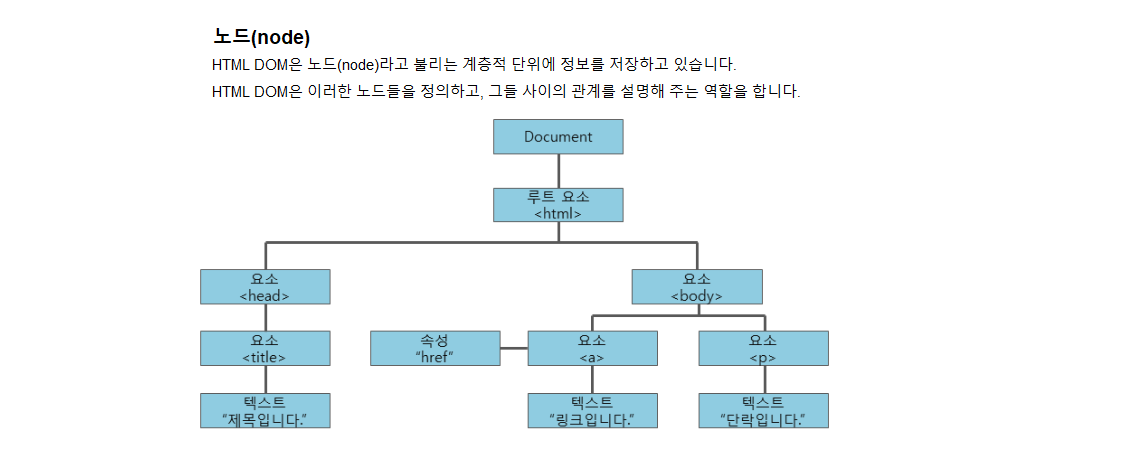 노드(node)
HTML DOM은 노드(node)라고 불리는 계층적 단위에 정보를 저장하고 있습니다.
HTML DOM은 이러한 노드들을 정의하고, 그들 사이의 관계를 설명해 주는 역할을 합니다.
Document
루트 요소
<html>
요소
<head>
요소
<body>
요소
<title>
속성
“href”
요소
<a>
요소
<p>
텍스트
“제목입니다.”
텍스트
“링크입니다.”
텍스트
“단락입니다.”